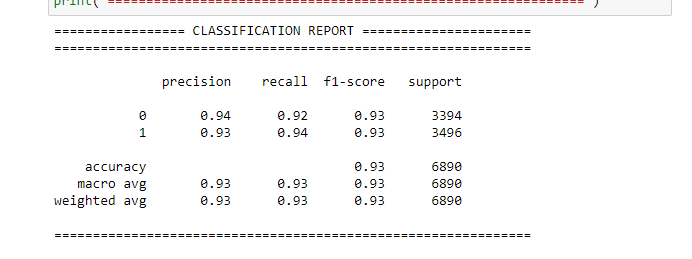 print("==============================================================")
================= CLASSIFICATION REPORT ======================
==============================================================
precision recall f1-score support
0 0.94 0.92 0.93 3394
1 0.93 0.94 0.93 3496
accuracy 0.93 6890
macro avg 0.93 0.93 0.93 6890
weighted avg 0.93 0.93 0.93 6890
==============================================================